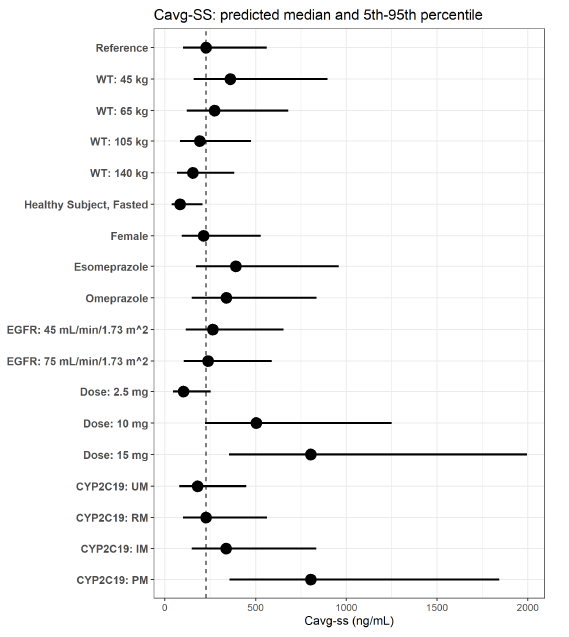 Cavg-SS: predicted median and 5th-95th percentile
Reference
WT: 45 kg
WT: 65 kg
WT: 105 kg
WT: 140 kg
Healthy Subject, Fasted
Female
Esomeprazole
Omeprazole
EGFR: 45 mL/min/1.73 m^2
EGFR: 75 mL/min/1.73 m^2
Dose: 2.5 mg
Dose: 10 mg
Dose: 15 mg
CYP2C19: UM
CYP2C19: RM
CYP2C19: IM
CYP2C19: PM
0 500 1000 1500 2000
Cavg-ss (ng/mL)